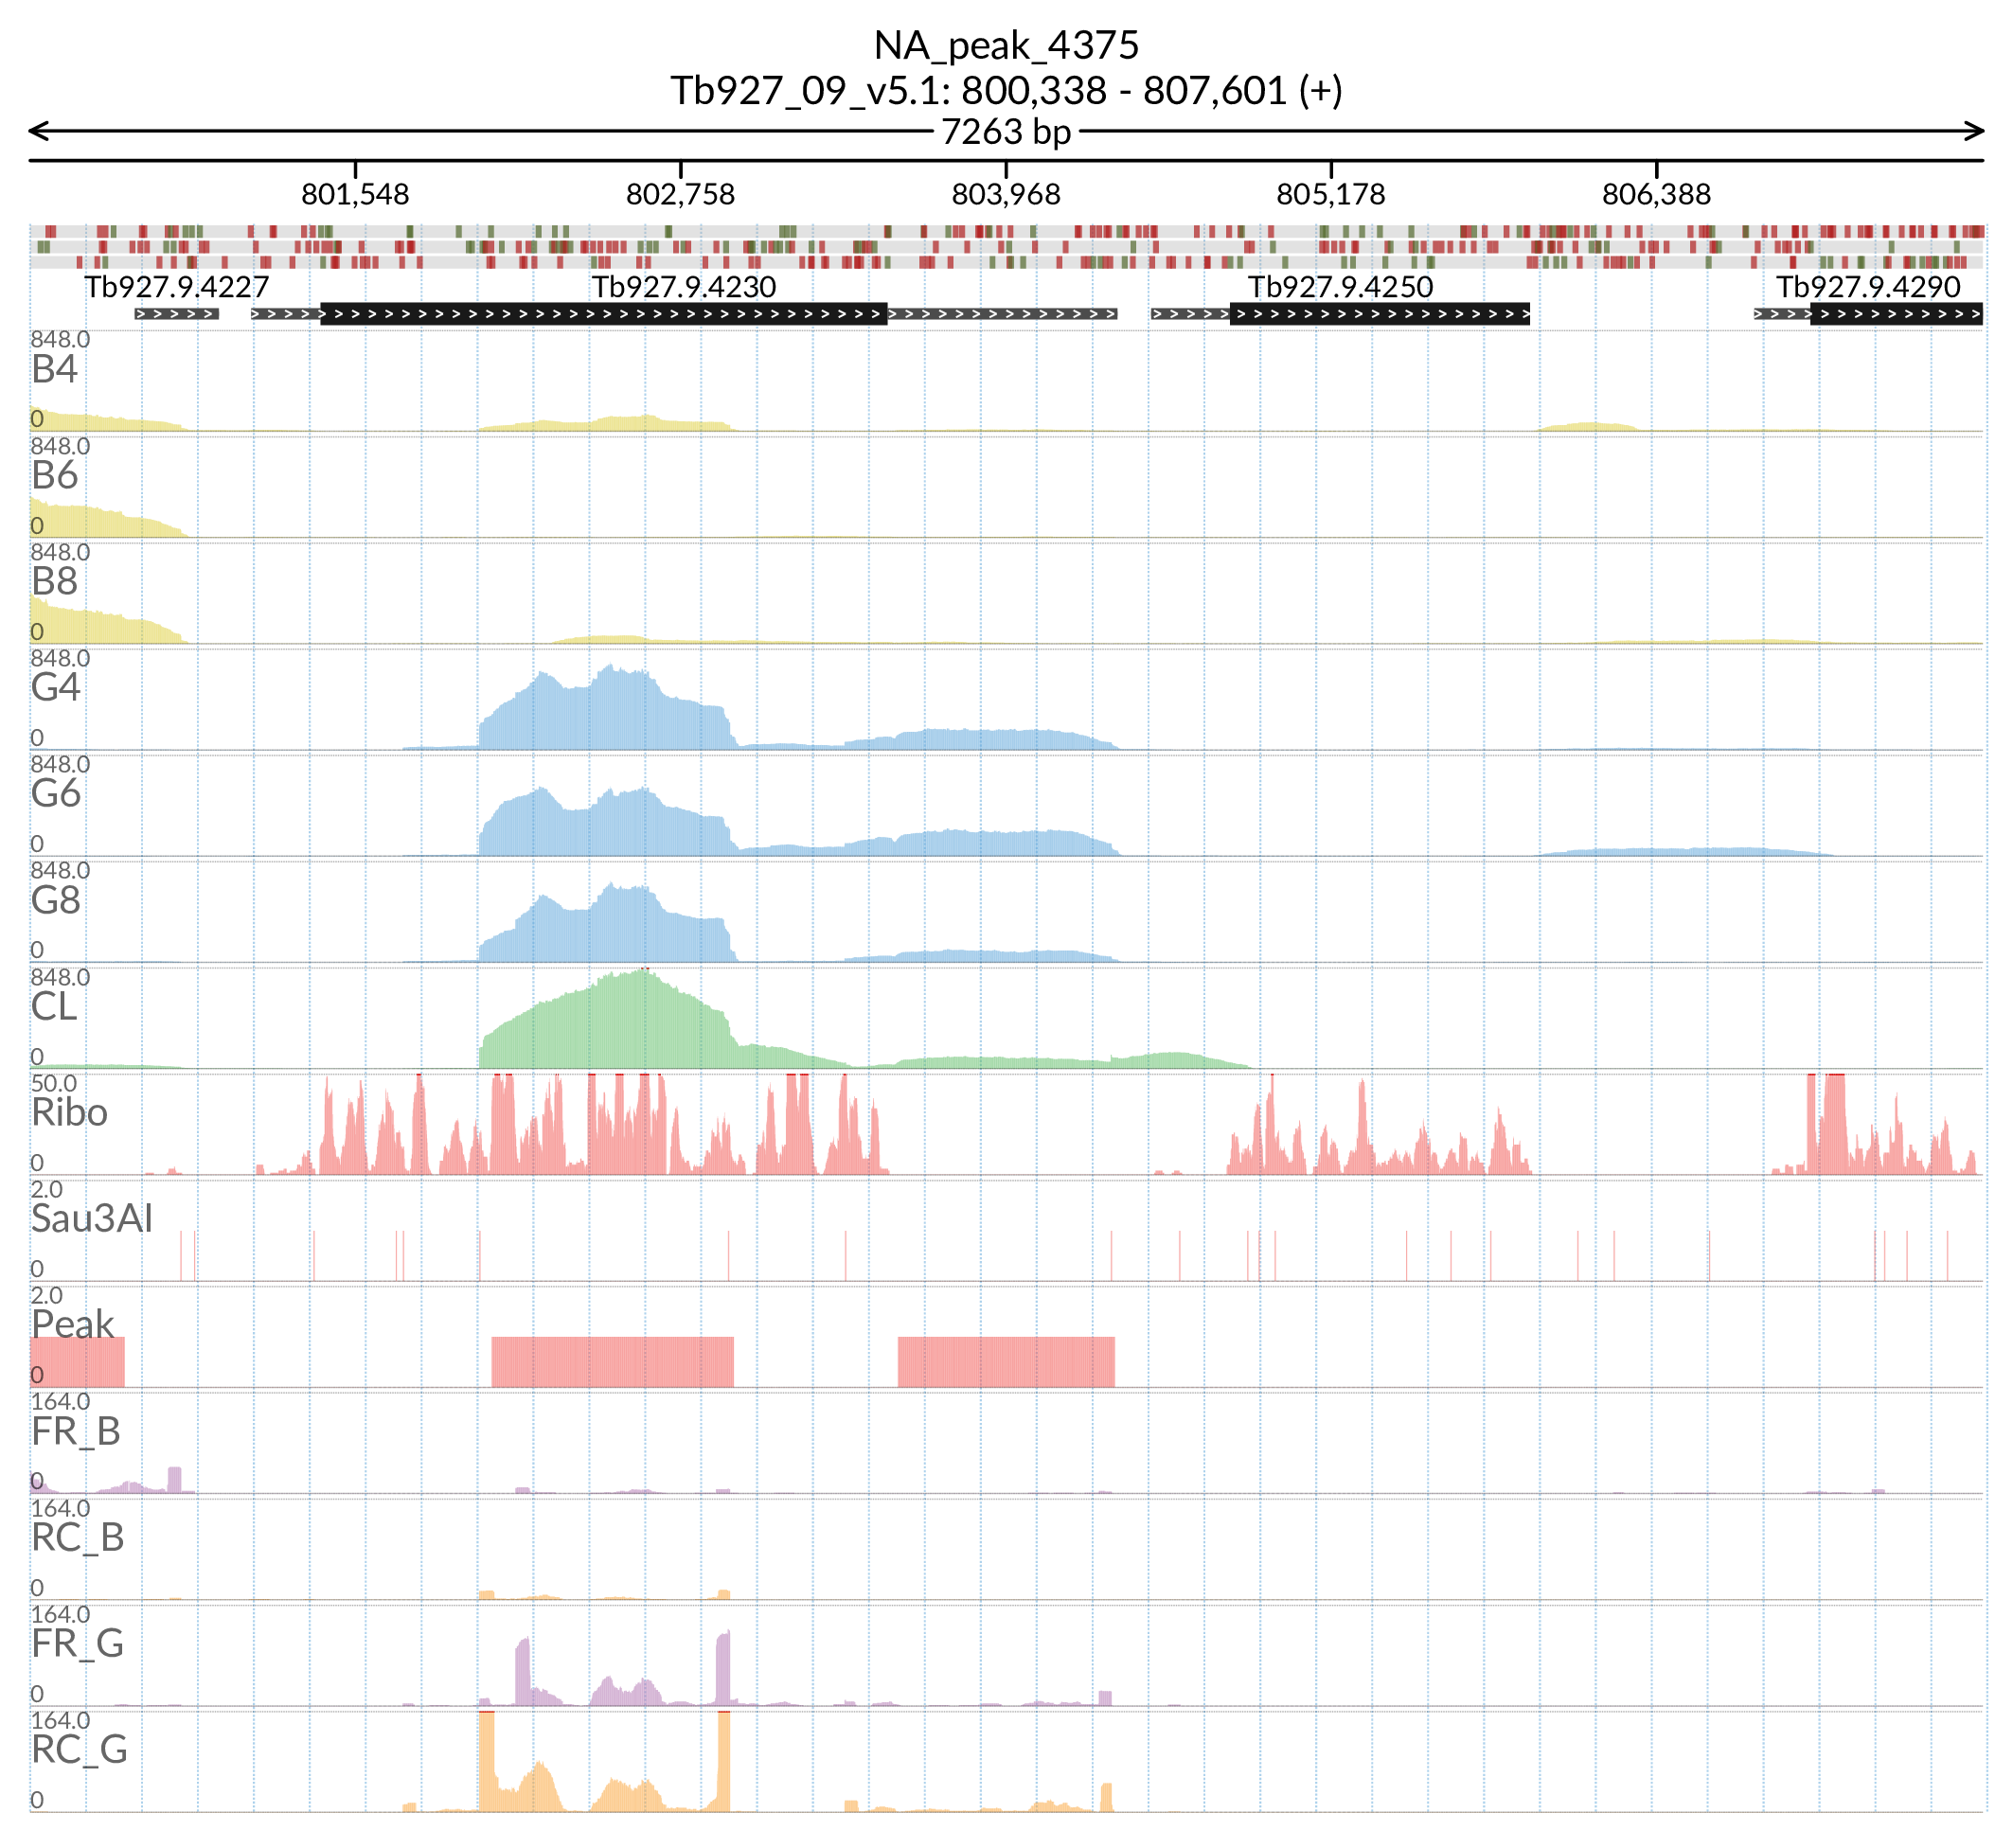 NA_peak_4375
Tb927_09_v5.1: 800,338 - 807,601 (+)
7263 bp
801,548 802,758 803,968 805,178 806,388
Tb927.9.4227 Tb927.9.4230 Tb927.9.4250 Tb927.9.4290
848.0
B4
0
848.0
B6
0
848.0
B8
0
848.0
G4
0
848.0
G6
0
848.0
G8
0
848.0
CL
0
50.0
Ribo
0
2.0
Sau3AI
0
2.0
Peak
0
164.0
FR_B
0
164.0
RC_B
0
164.0
FR_G
0
164.0
RC_G
0